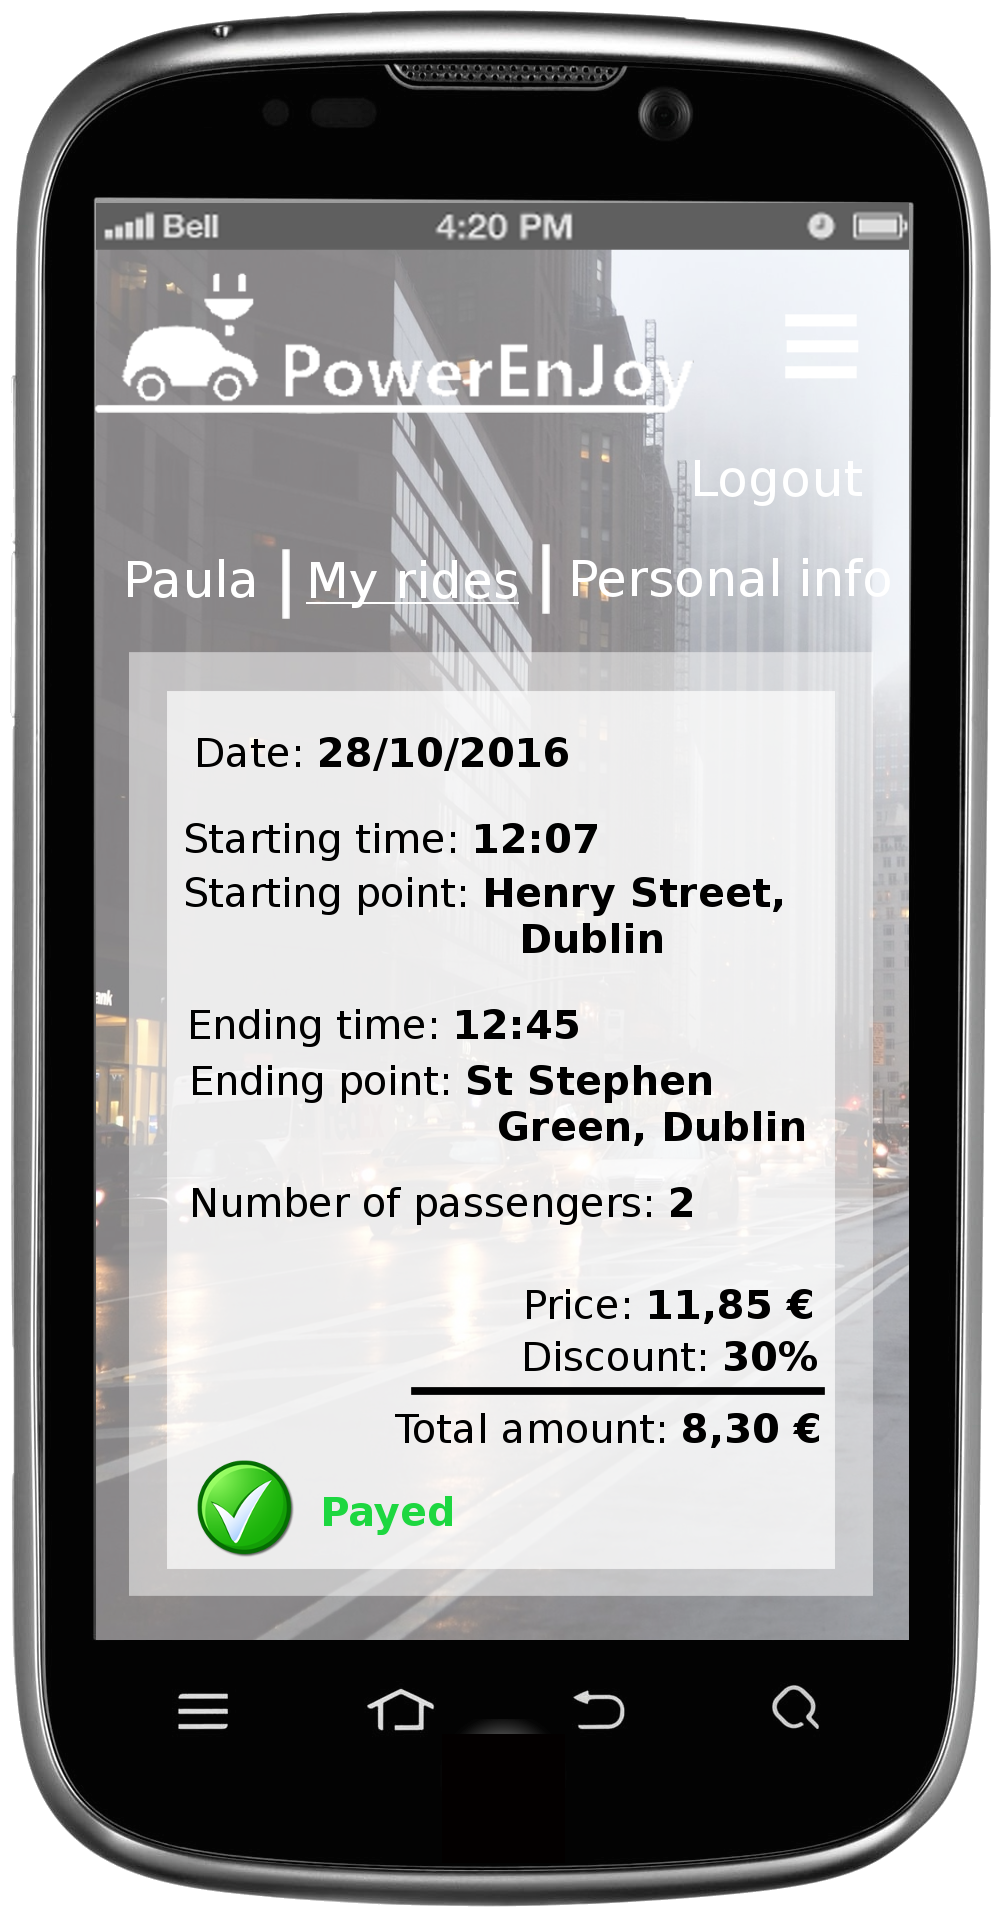 Bell 4:20 PM
PowerEnJoy
Logout
Paula | My rides | Personal info
Date: 28/10/2016
Starting time: 12:07
Starting point: Henry Street,
Dublin
ank
Ending time: 12:45
Ending point: St Stephen
Green, Dublin
Number of passengers: 2
Price: 11,85 €
Discount: 30%
Total amount: 8,30 €
Payed